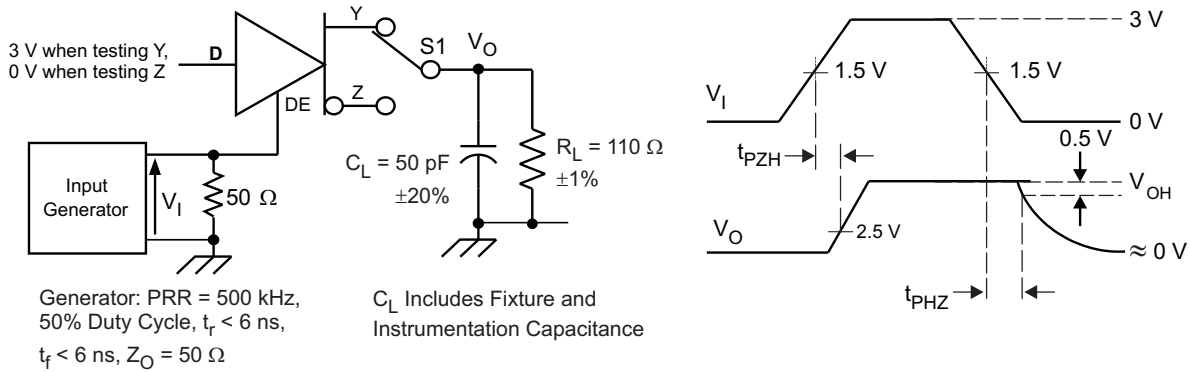 3 V when testing Y,
0 V when testing Z
D
Y
S1
V_O
Z
DE
Input
Generator
V_I
50 Ω
C_L = 50 pF
±20%
R_L = 110 Ω
±1%
Generator: PRR = 500 kHz,
50% Duty Cycle, t_r < 6 ns,
t_f < 6 ns, Z_O = 50 Ω
C_L Includes Fixture and
Instrumentation Capacitance
3 V
1.5 V
1.5 V
V_I
0 V
0.5 V
t_PZH
V_OH
V_O
2.5 V
≈ 0 V
t_PHZ